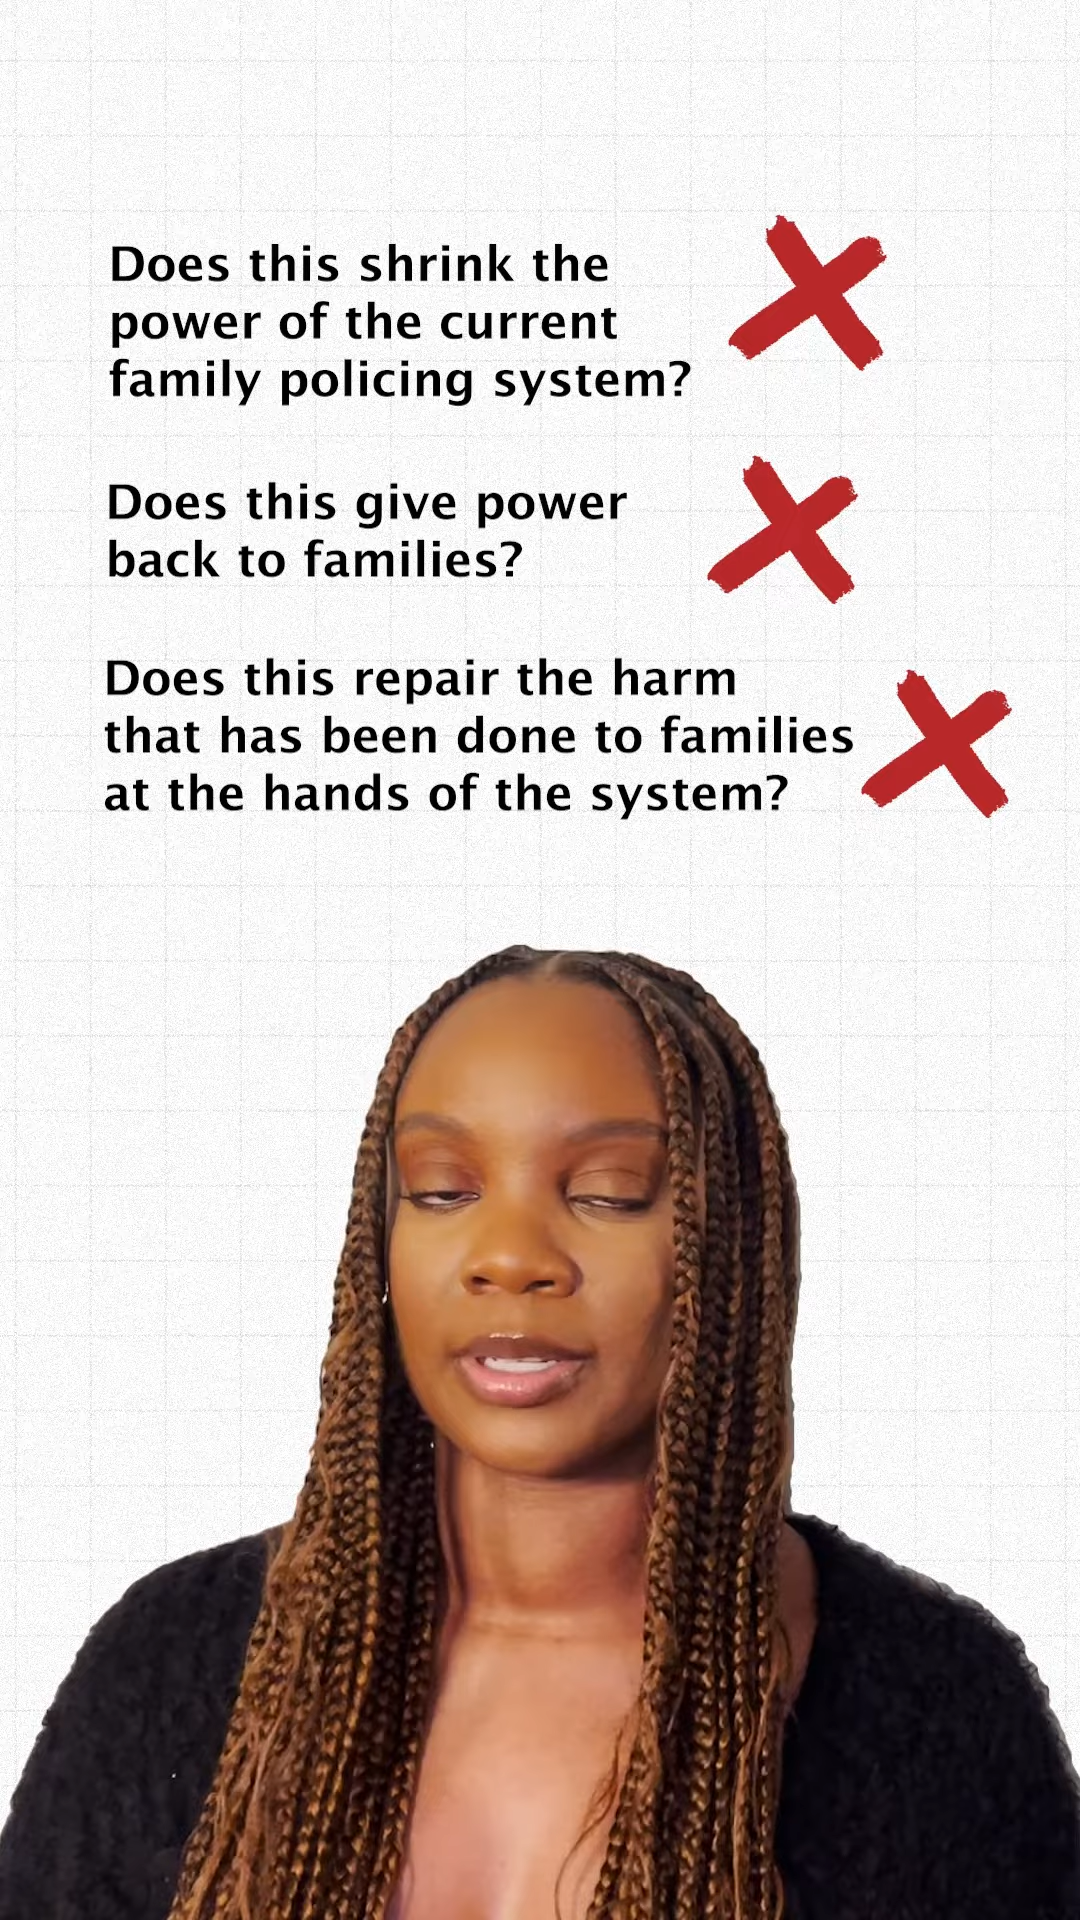 Does this shrink the
power of the current
family policing system?
Does this give power
back to families?
Does this repair the harm
that has been done to families
at the hands of the system?